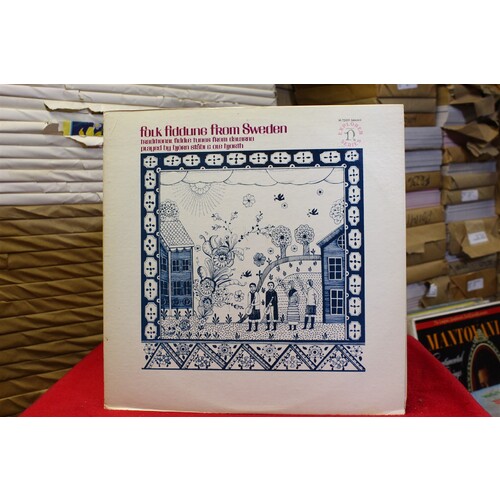 folk fiddling from Sweden
traditional fiddle tunes from dalarna
played by björn ståbi & ole hjorth
MANTOVANI